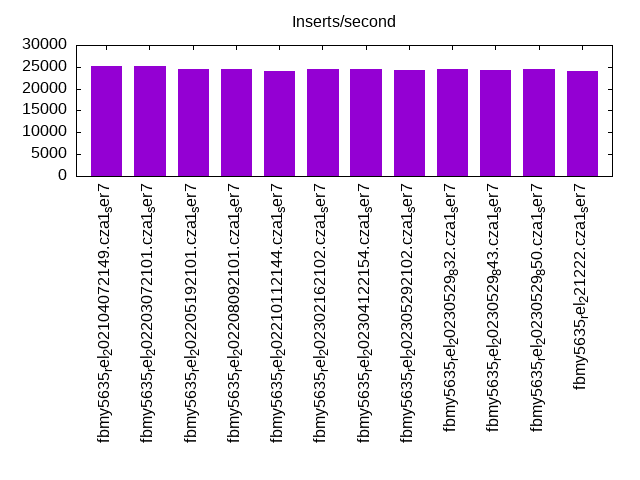 Inserts/second
30000
25000
20000
15000
10000
5000
0
fbmy5635rel202104072149.cza1ser7
fbmy5635rel202203072101.cza1ser7
fbmy5635rel202205192101.cza1ser7
fbmy5635rel202208092101.cza1ser7
fbmy5635rel202210112144.cza1ser7
fbmy5635rel202302162102.cza1ser7
fbmy5635rel202304122154.cza1ser7
fbmy5635rel202305292102.cza1ser7
fbmy5635rel20230529832.cza1ser7
fbmy5635rel20230529843.cza1ser7
fbmy5635rel20230529850.cza1ser7
fbmy5635rel221222.cza1ser7